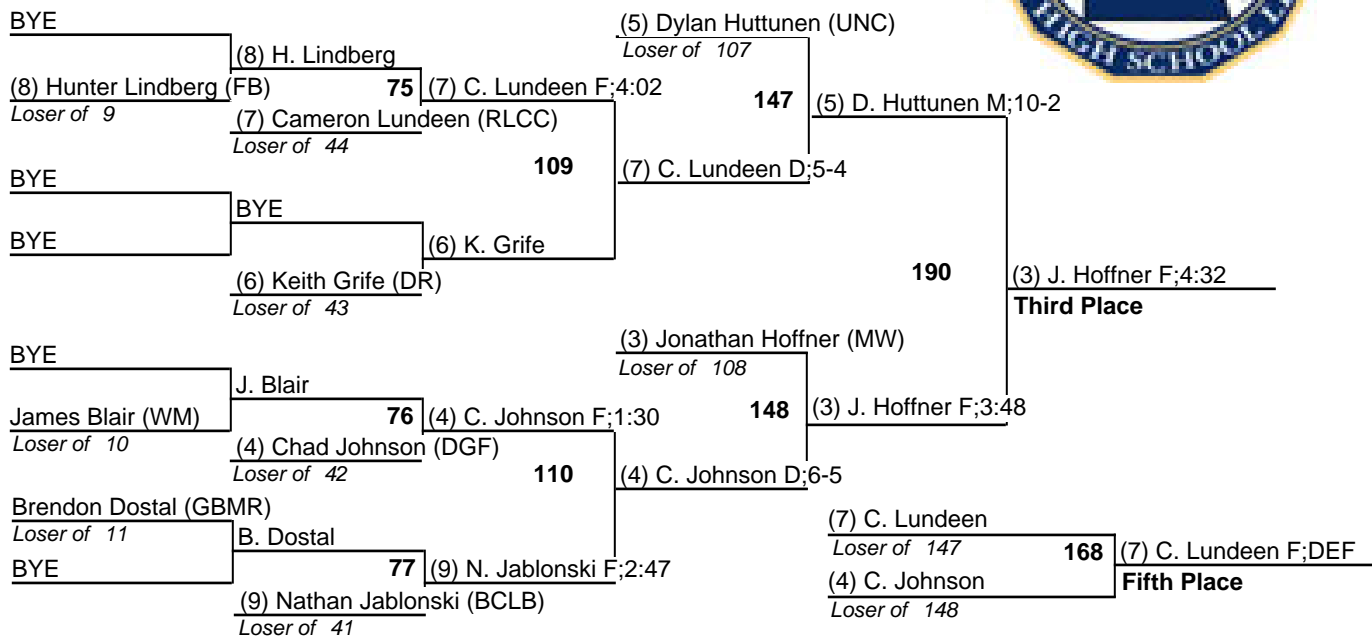 BYE
(8) H. Lindberg
(8) Hunter Lindberg (FB)
Loser of 9
75
(7) C. Lundeen F;4:02
(7) Cameron Lundeen (RLCC)
Loser of 44
109
BYE
BYE
BYE
(6) K. Grife
(6) Keith Grife (DR)
Loser of 43
(5) Dylan Huttunen (UNC)
Loser of 107
147
(5) D. Huttunen M;10-2
(7) C. Lundeen D;5-4
190
(3) J. Hoffner F;4:32
Third Place
BYE
J. Blair
James Blair (WM)
Loser of 10
76
(4) C. Johnson F;1:30
(4) Chad Johnson (DGF)
Loser of 42
110
Brendon Dostal (GBMR)
Loser of 11
B. Dostal
BYE
77
(9) N. Jablonski F;2:47
(9) Nathan Jablonski (BCLB)
Loser of 41
(3) Jonathan Hoffner (MW)
Loser of 108
148
(3) J. Hoffner F;3:48
(4) C. Johnson D;6-5
(7) C. Lundeen
Loser of 147
168
(7) C. Lundeen F;DEF
(4) C. Johnson
Fifth Place
Loser of 148
HIGH SCHOOL